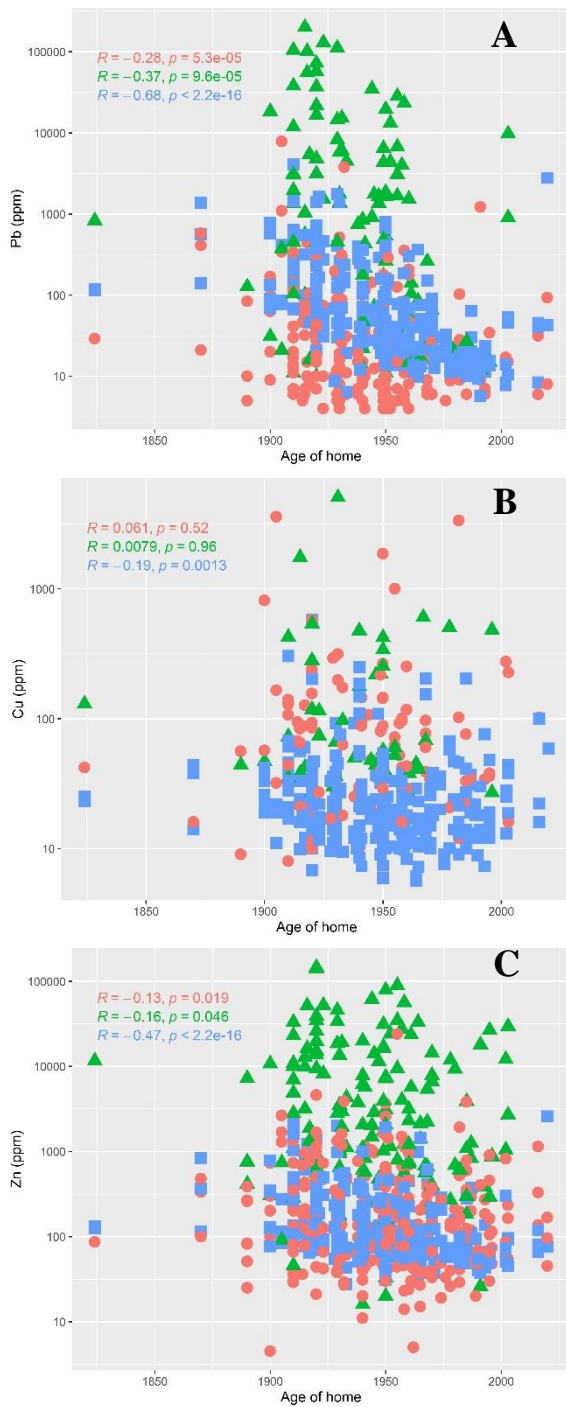 A
R = −0.28, p = 5.3e-05
R = −0.37, p = 9.6e-05
R = −0.68, p < 2.2e-16
100000
10000
1000
100
10
Pb (ppm)
1850 1900 1950 2000
Age of home
B
R = 0.061, p = 0.52
R = 0.0079, p = 0.96
R = −0.19, p = 0.0013
1000
100
10
Cu (ppm)
1850 1900 1950 2000
Age of home
C
100000
R = −0.13, p = 0.019
R = −0.16, p = 0.046
R = −0.47, p < 2.2e-16
10000
1000
100
10
Zn (ppm)
1850 1900 1950 2000
Age of home